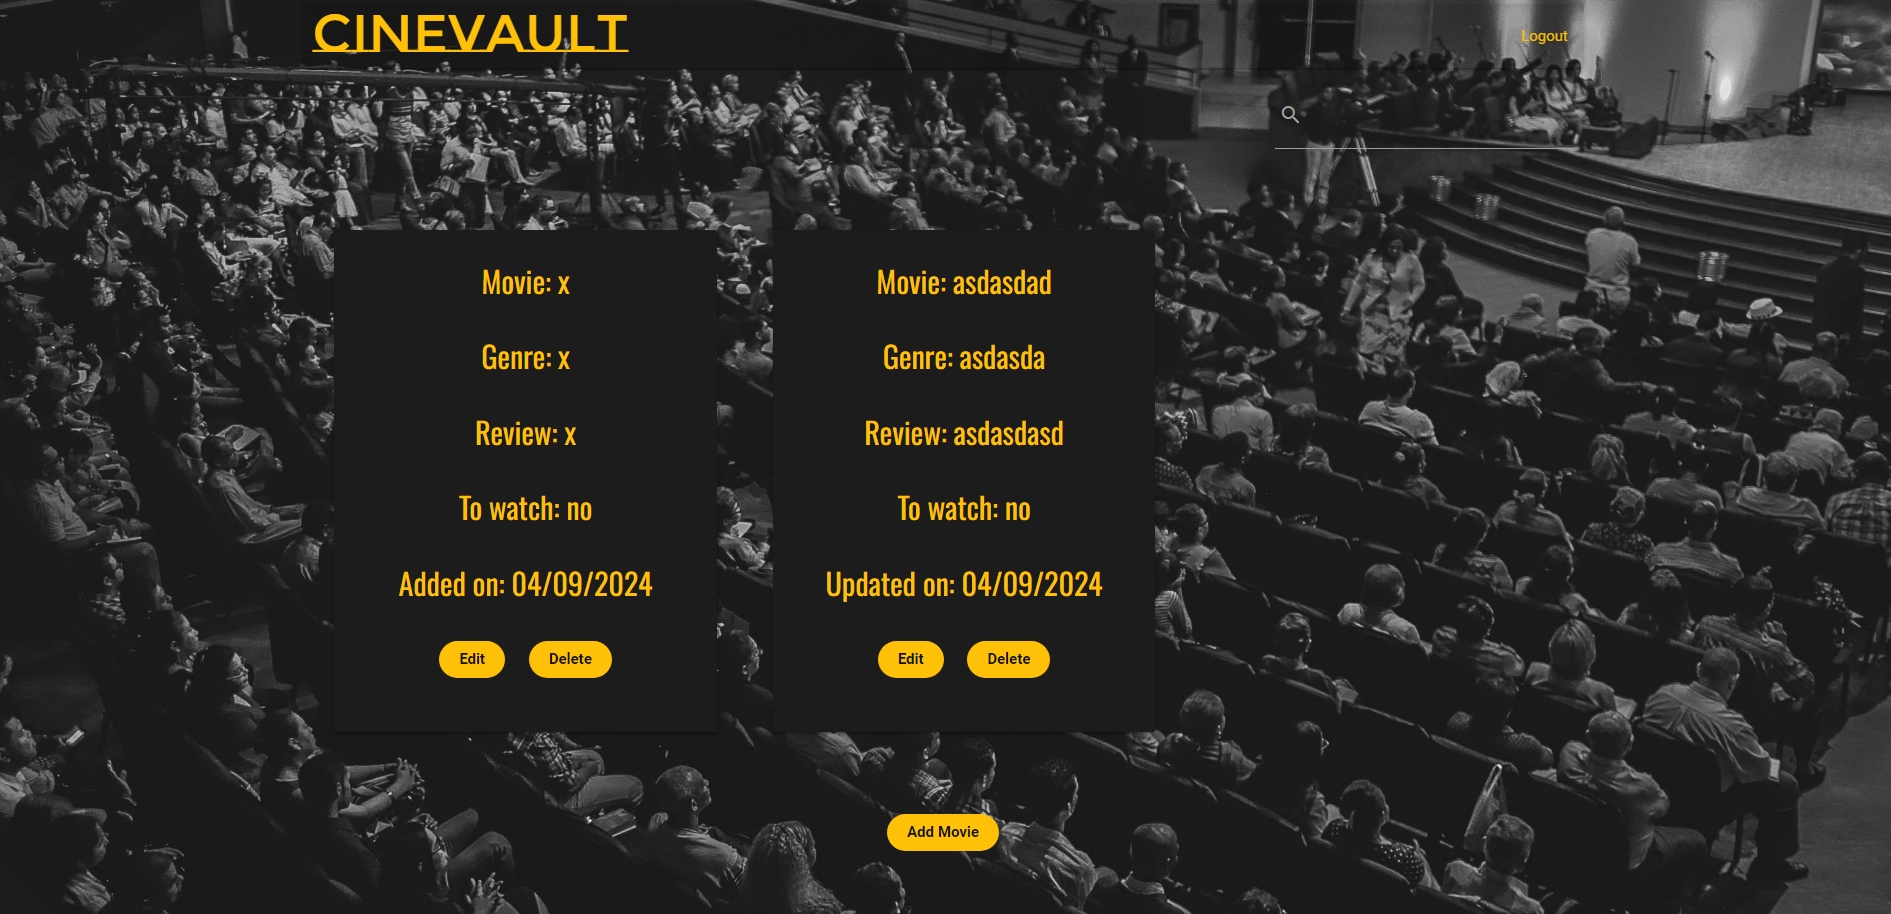 CINEVAULT
Logout
Movie: x
Genre: x
Review: x
To watch: no
Added on: 04/09/2024
Edit Delete
Movie: asdasdad
Genre: asdasda
Review: asdasdasd
To watch: no
Updated on: 04/09/2024
Edit Delete
Add Movie